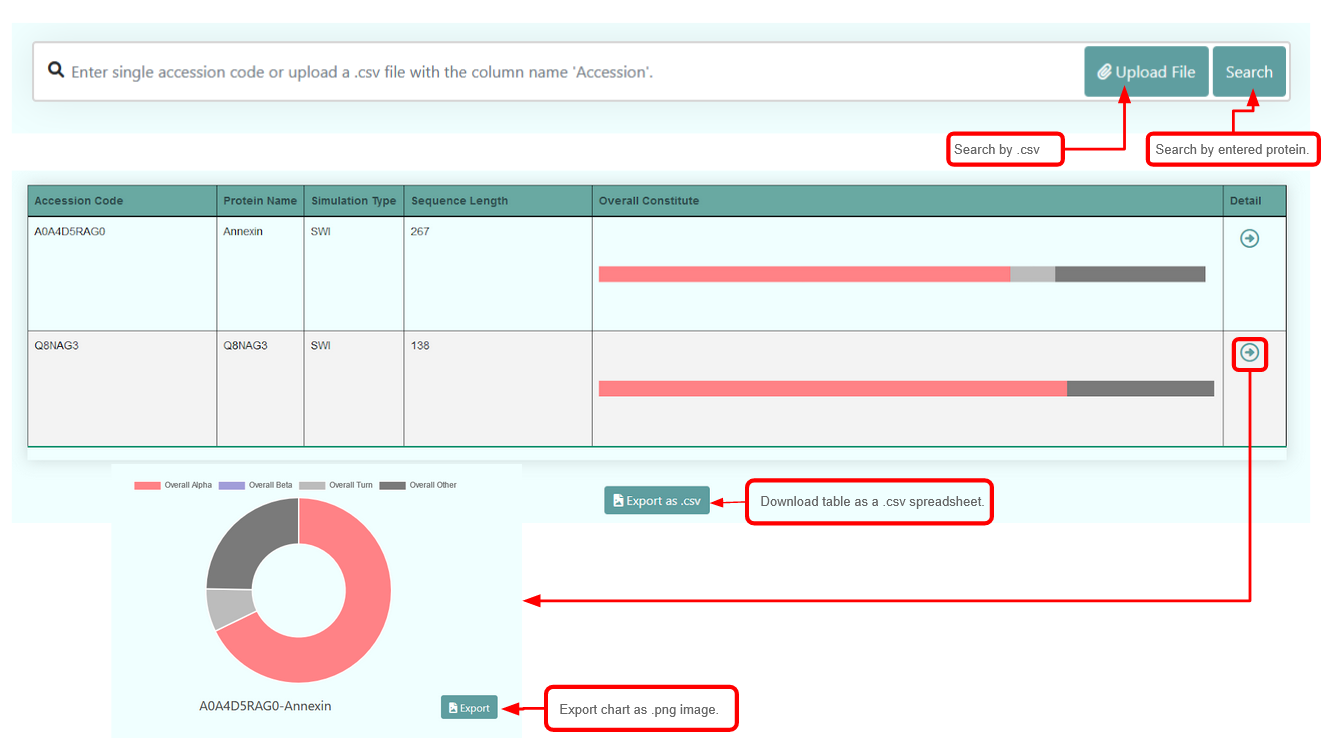 Enter single accession code or upload a .csv file with the column name 'Accession'.
Upload File
Search
Search by .csv
Search by entered protein.
Accession Code Protein Name Simulation Type Sequence Length Overall Constitute Detail
A0A4D5RAG0 Annexin SWI 267
Q8NAG3 Q8NAG3 SWI 138
Overall Alpha Overall Beta Overall Turn Overall Other
Export as .csv
Download table as a .csv spreadsheet.
A0A4D5RAG0-Annexin
Export
Export chart as .png image.